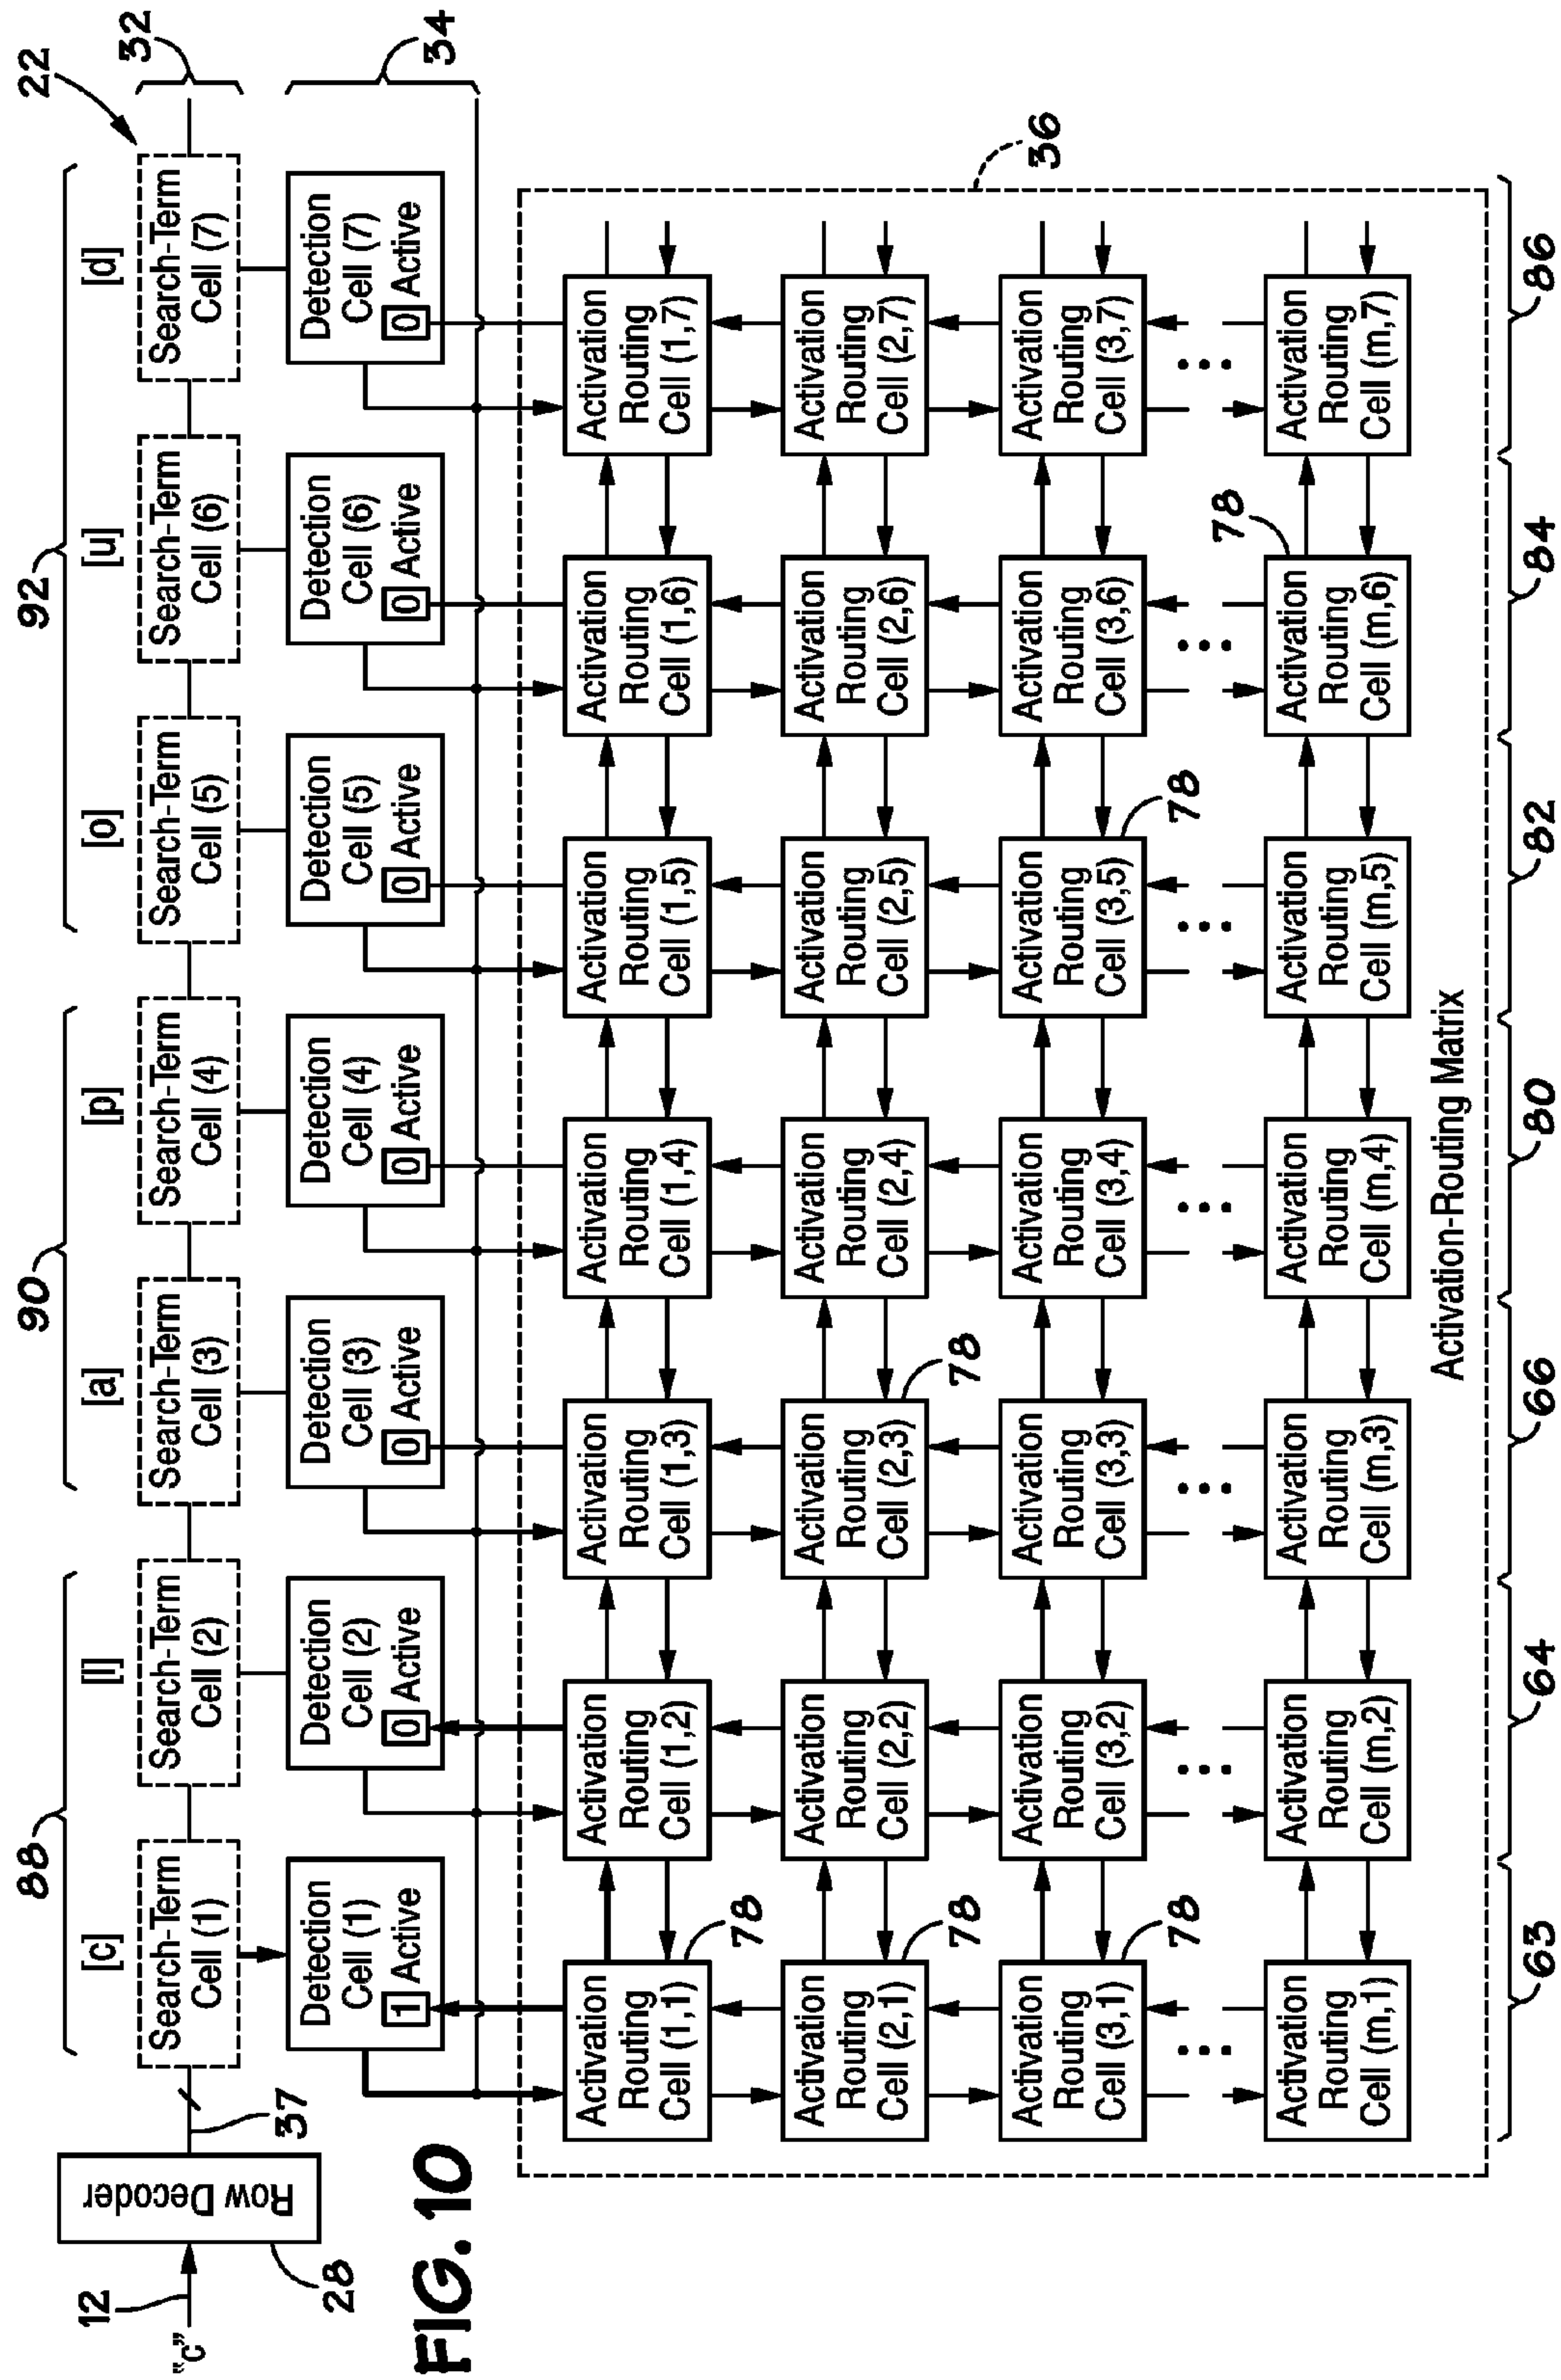 FIG. 10
"c"
12
Row Decoder
28
37
88
90
92
22
[c]
[l]
[a]
[p]
[o]
[u]
[d]
32
Search-Term
Cell (1)
Search-Term
Cell (2)
Search-Term
Cell (3)
Search-Term
Cell (4)
Search-Term
Cell (5)
Search-Term
Cell (6)
Search-Term
Cell (7)
34
Detection
Cell (1)
1 Active
Detection
Cell (2)
0 Active
Detection
Cell (3)
0 Active
Detection
Cell (4)
0 Active
Detection
Cell (5)
0 Active
Detection
Cell (6)
0 Active
Detection
Cell (7)
0 Active
36
Activation
Routing
Cell (1,1)
78
Activation
Routing
Cell (1,2)
Activation
Routing
Cell (1,3)
Activation
Routing
Cell (1,4)
Activation
Routing
Cell (1,5)
Activation
Routing
Cell (1,6)
Activation
Routing
Cell (1,7)
Activation
Routing
Cell (2,1)
78
Activation
Routing
Cell (2,2)
Activation
Routing
Cell (2,3)
78
Activation
Routing
Cell (2,4)
Activation
Routing
Cell (2,5)
Activation
Routing
Cell (2,6)
Activation
Routing
Cell (2,7)
Activation
Routing
Cell (3,1)
78
Activation
Routing
Cell (3,2)
Activation
Routing
Cell (3,3)
Activation
Routing
Cell (3,4)
Activation
Routing
Cell (3,5)
78
Activation
Routing
Cell (3,6)
Activation
Routing
Cell (3,7)
Activation
Routing
Cell (m,1)
Activation
Routing
Cell (m,2)
Activation
Routing
Cell (m,3)
Activation
Routing
Cell (m,4)
Activation
Routing
Cell (m,5)
Activation
Routing
Cell (m,6)
78
Activation
Routing
Cell (m,7)
Activation-Routing Matrix
63
64
66
80
82
84
86